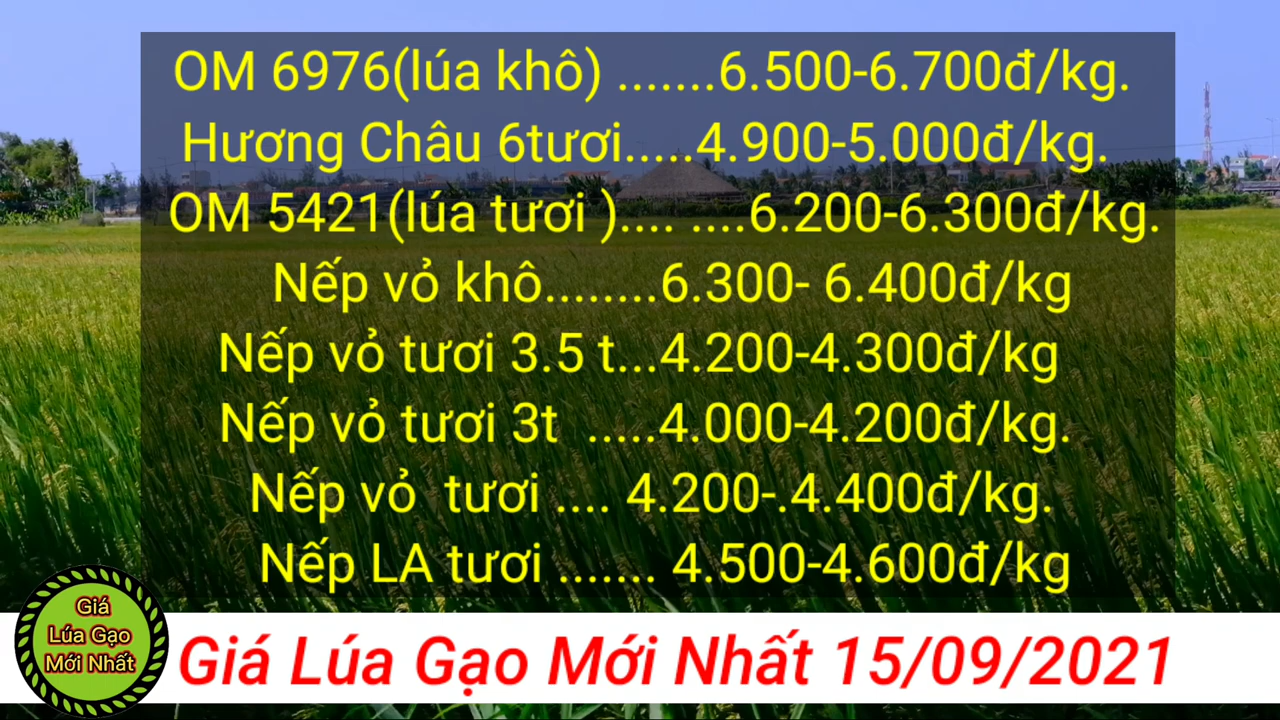 OM 6976(lúa khô) .......6.500-6.700đ/kg.
Hương Châu 6tươi.....4.900-5.000đ/kg.
OM 5421(lúa tươi ).... ....6.200-6.300đ/kg.
Nếp vỏ khô........6.300- 6.400đ/kg
Nếp vỏ tươi 3.5 t...4.200-4.300đ/kg
Nếp vỏ tươi 3t  .....4.000-4.200đ/kg.
Nếp vỏ  tươi .... 4.200-.4.400đ/kg.
Nếp LA tươi ....... 4.500-4.600đ/kg
Giá
Lúa Gạo
Mới Nhất
Giá Lúa Gạo Mới Nhất 15/09/2021